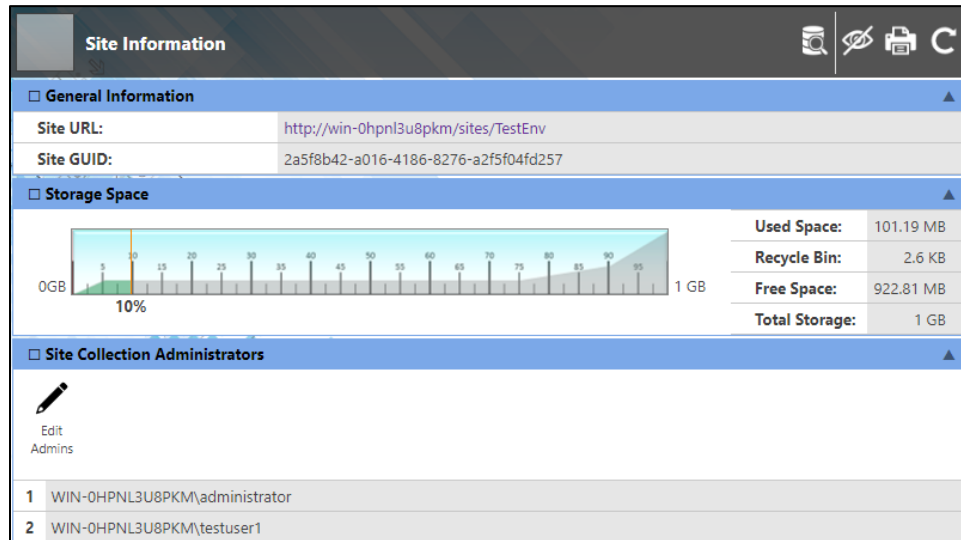 Site Information
General Information
Site URL: http://win-0hpnl3u8pkm/sites/TestEnv
Site GUID: 2a5f8b42-a016-4186-8276-a2f5f04fd257
Storage Space
0GB 5 10 15 20 25 30 35 40 45 50 55 60 65 70 75 80 85 90 95 1 GB
10%
Used Space: 101.19 MB
Recycle Bin: 2.6 KB
Free Space: 922.81 MB
Total Storage: 1 GB
Site Collection Administrators
Edit
Admins
1 WIN-0HPNL3U8PKM\administrator
2 WIN-0HPNL3U8PKM\testuser1